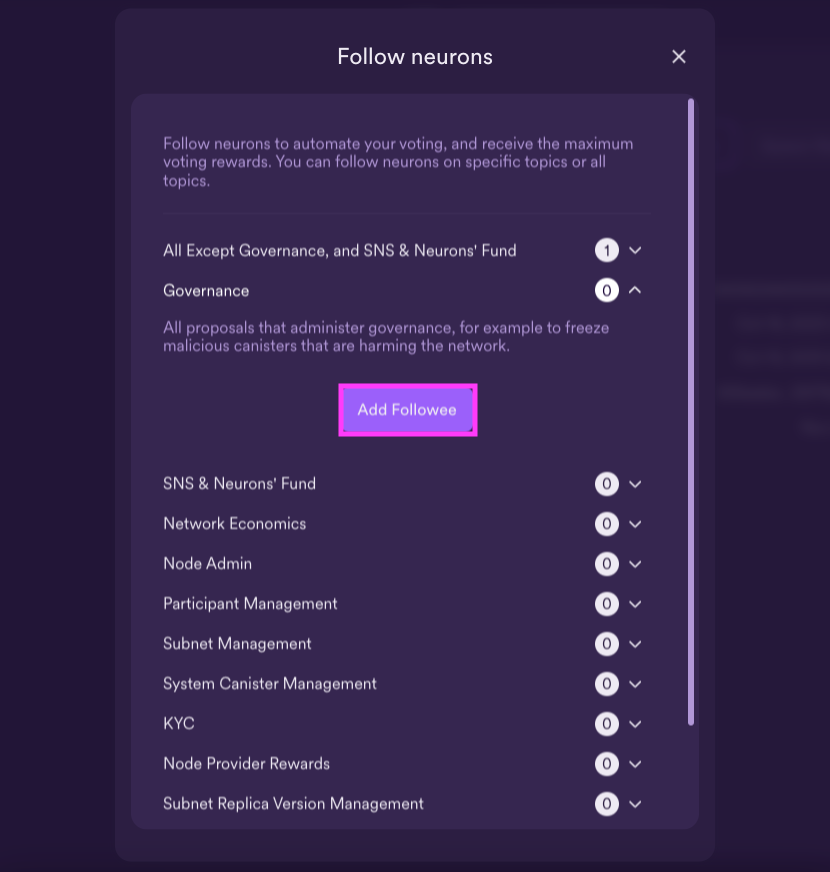 Follow neurons
Follow neurons to automate your voting, and receive the maximum
voting rewards. You can follow neurons on specific topics or all
topics.
All Except Governance, and SNS & Neurons' Fund 1
Governance 0
All proposals that administer governance, for example to freeze
malicious canisters that are harming the network.
Add Followee
SNS & Neurons' Fund 0
Network Economics 0
Node Admin 0
Participant Management 0
Subnet Management 0
System Canister Management 0
KYC 0
Node Provider Rewards 0
Subnet Replica Version Management 0